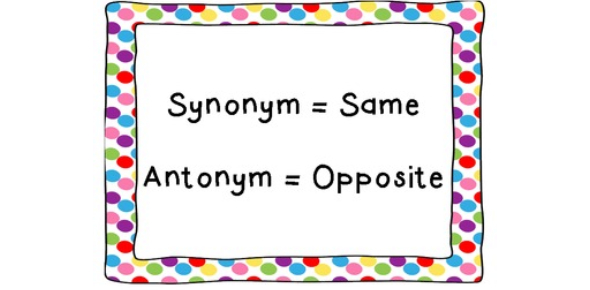 Synonym = Same
Antonym = Opposite